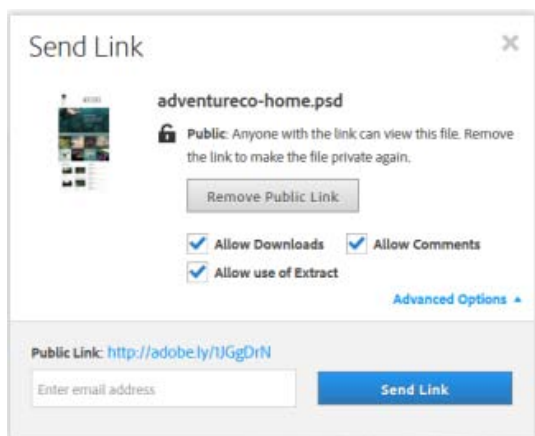 Send Link
adventureco-home.psd
Public: Anyone with the link can view this file. Remove
the link to make the file private again.
Remove Public Link
Allow Downloads
Allow Comments
Allow use of Extract
Advanced Options
Public Link: http://adobe.ly/1JGgDrN
Enter email address
Send Link